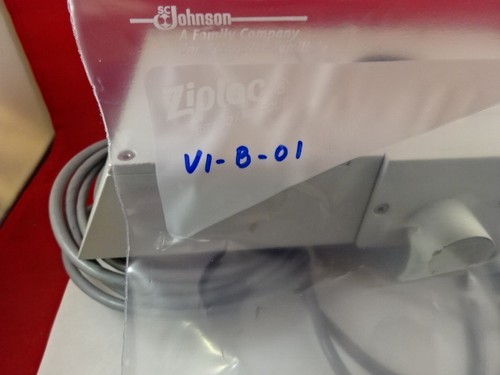 SC
Johnson
A Family Company
Ziploc
V1-B-01